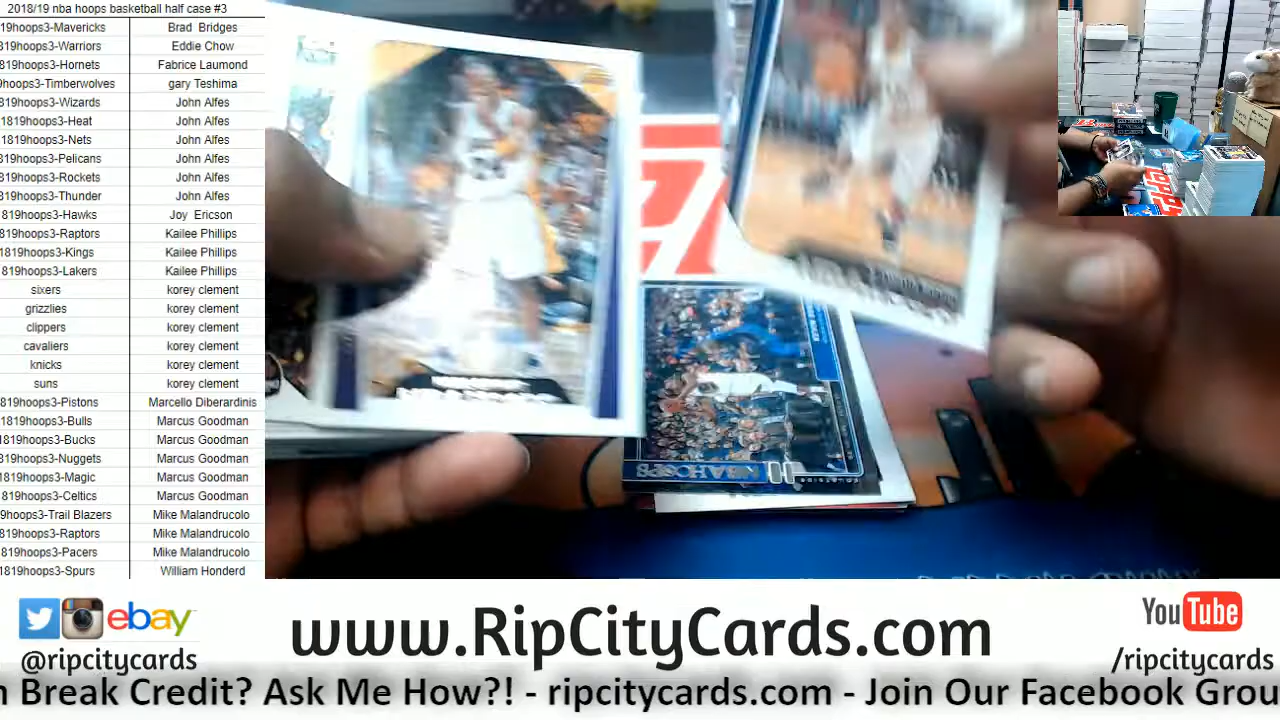 2018/19 nba hoops basketball half case #3
19hoops3-Mavericks Brad Bridges
819hoops3-Warriors Eddie Chow
819hoops3-Hornets Fabrice Laumond
9hoops3-Timberwolves gary Teshima
819hoops3-Wizards John Alfes
1819hoops3-Heat John Alfes
1819hoops3-Nets John Alfes
819hoops3-Pelicans John Alfes
819hoops3-Rockets John Alfes
819hoops3-Thunder John Alfes
819hoops3-Hawks Joy Ericson
819hoops3-Raptors Kailee Phillips
1819hoops3-Kings Kailee Phillips
819hoops3-Lakers Kailee Phillips
sixers korey clement
grizzlies korey clement
clippers korey clement
cavaliers korey clement
knicks korey clement
suns korey clement
819hoops3-Pistons Marcello Diberardinis
1819hoops3-Bulls Marcus Goodman
819hoops3-Bucks Marcus Goodman
819hoops3-Nuggets Marcus Goodman
819hoops3-Magic Marcus Goodman
819hoops3-Celtics Marcus Goodman
9hoops3-Trail Blazers Mike Malandrucolo
819hoops3-Raptors Mike Malandrucolo
819hoops3-Pacers Mike Malandrucolo
1819hoops3-Spurs William Honderd
NBA HOOPS
ebay
@ripcitycards
www.RipCityCards.com
YouTube
/ripcitycards
n Break Credit? Ask Me How?! - ripcitycards.com - Join Our Facebook Grou